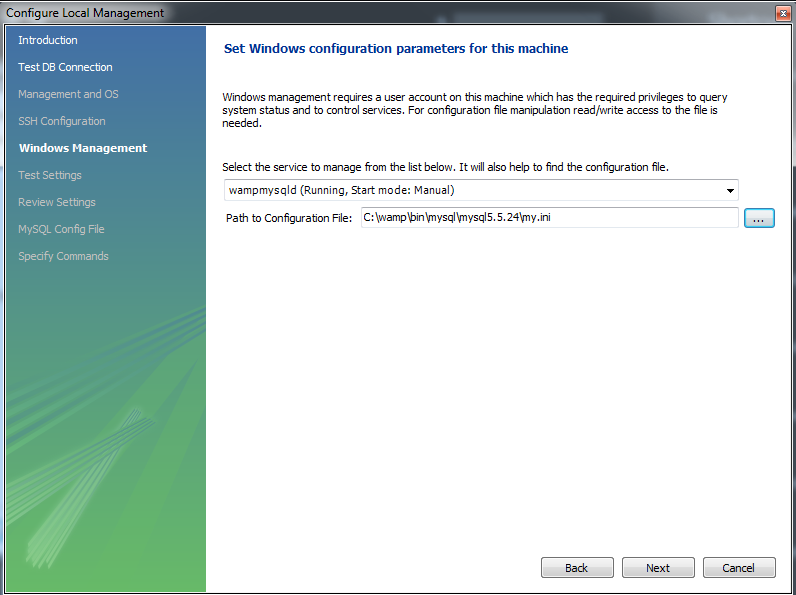 Configure Local Management
Introduction
Test DB Connection
Management and OS
SSH Configuration
Windows Management
Test Settings
Review Settings
MySQL Config File
Specify Commands
Set Windows configuration parameters for this machine
Windows management requires a user account on this machine which has the required privileges to query
system status and to control services. For configuration file manipulation read/write access to the file is
needed.
Select the service to manage from the list below. It will also help to find the configuration file.
wampmysqld (Running, Start mode: Manual)
Path to Configuration File: C:\wamp\bin\mysql\mysql5.5.24\my.ini ...
Back Next Cancel